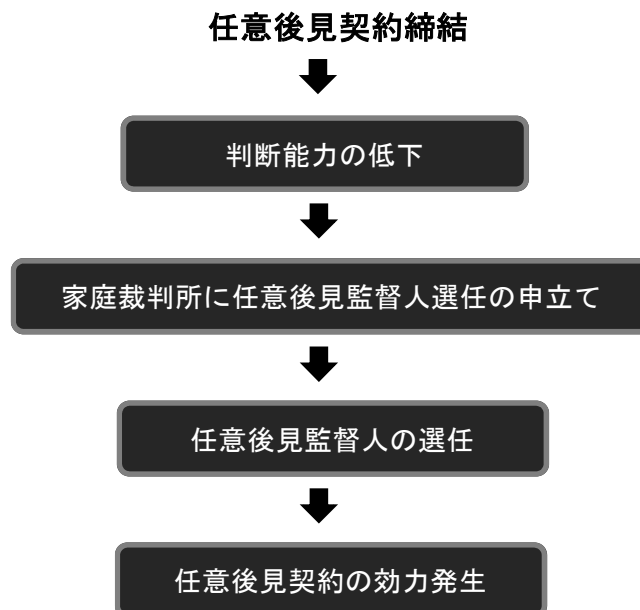 任意後見契約締結
判断能力の低下
家庭裁判所に任意後見監督人選任の申立て
任意後見監督人の選任
任意後見契約の効力発生